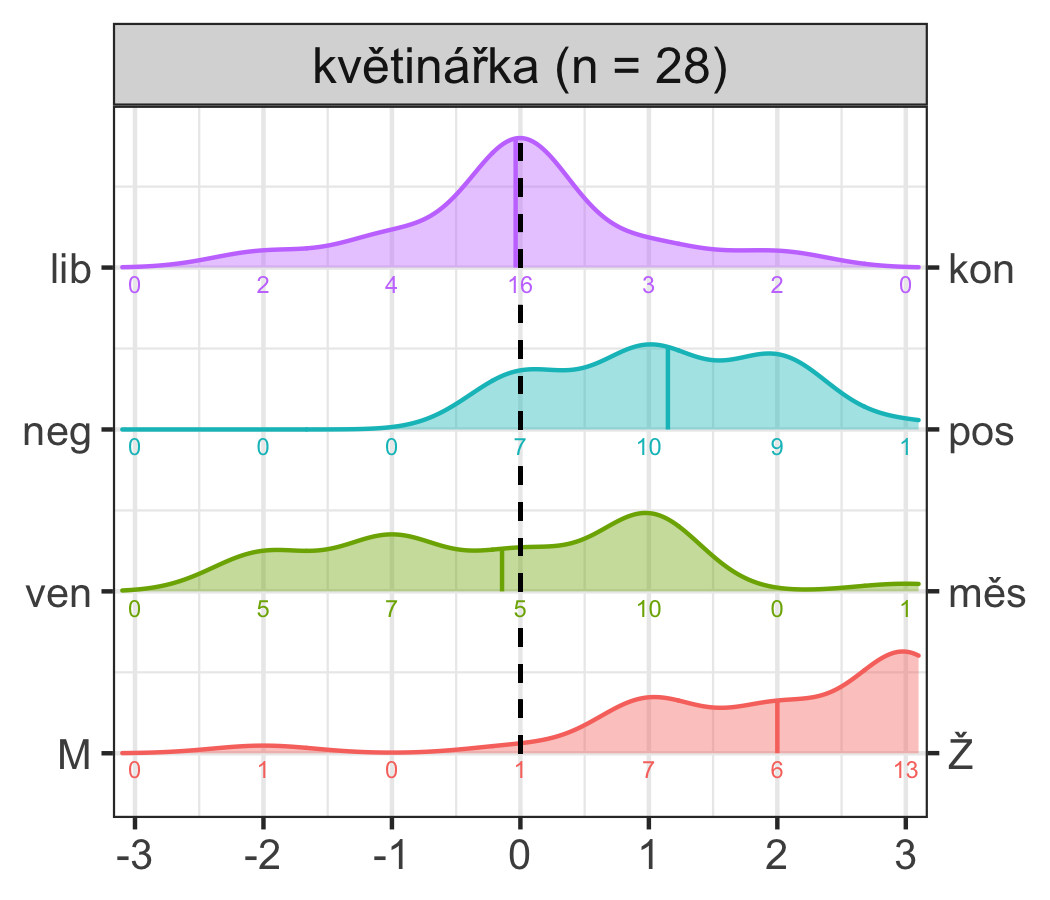 květinářka (n = 28)
lib kon
0 2 4 16 3 2 0
neg pos
0 0 0 7 10 9 1
ven měs
0 5 7 5 10 0 1
M Ž
0 1 0 1 7 6 13
-3 -2 -1 0 1 2 3